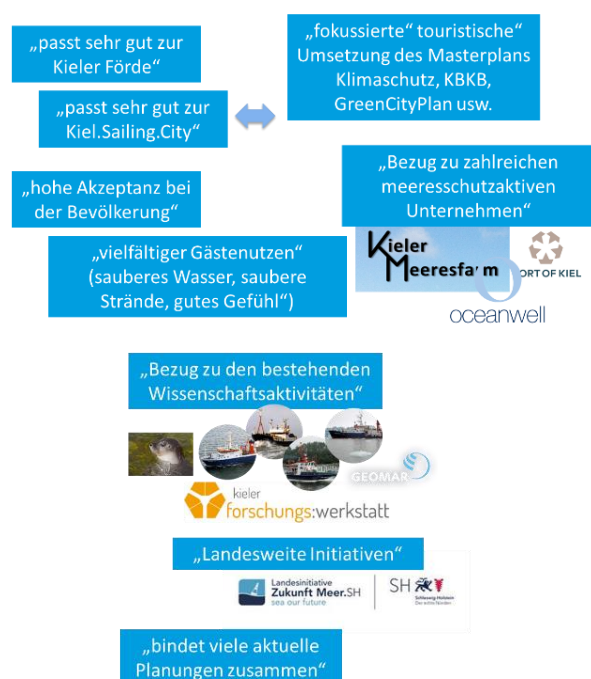 „passt sehr gut zur
Kieler Förde“
„passt sehr gut zur
Kiel.Sailing.City“
„fokussierte“ touristische“
Umsetzung des Masterplans
Klimaschutz, KBKB,
GreenCityPlan usw.
„hohe Akzeptanz bei
der Bevölkerung“
„Bezug zu zahlreichen
meeresschutzaktiven
Unternehmen“
„vielfältiger Gästenutzen“
(sauberes Wasser, saubere
Strände, gutes Gefühl“)
Kieler
Meeresfa m
ORT OF KIEL
oceanwell
„Bezug zu den bestehenden
Wissenschaftsaktivitäten“
GEOMAR
kieler
forschungs:werkstatt
„Landesweite Initiativen“
Landesinitiative
Zukunft Meer.SH
sea our future
SH
Schleswig-Holstein
Der echte Norden
„bindet viele aktuelle
Planungen zusammen“